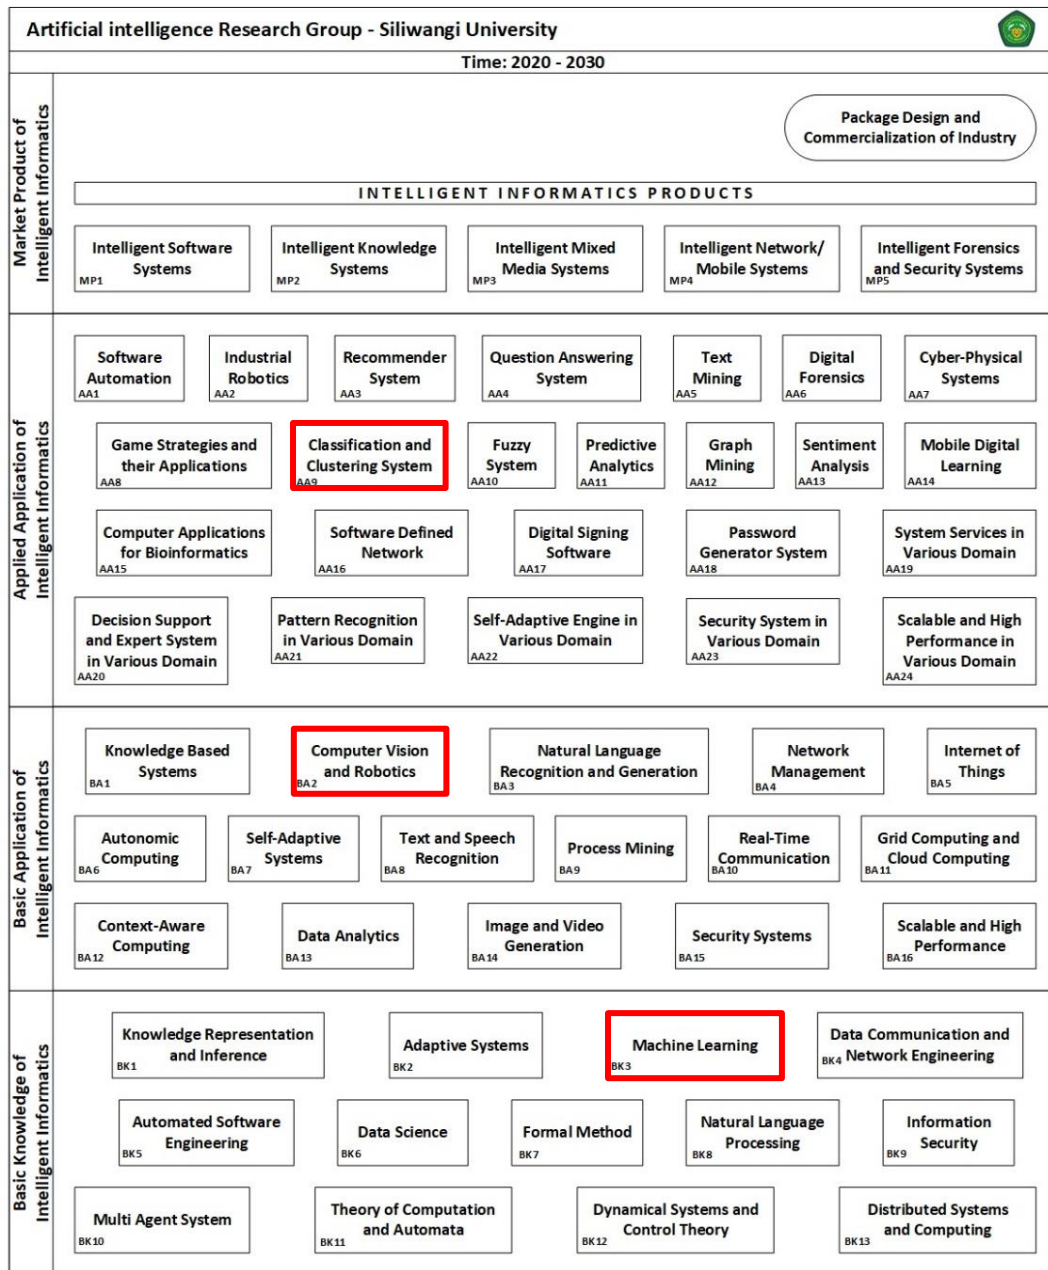 Artificial intelligence Research Group - Siliwangi University
Time: 2020 - 2030
Market Product of
Intelligent Informatics
Package Design and
Commercialization of Industry
INTELLIGENT INFORMATICS PRODUCTS
Intelligent Software
Systems
MP1
Intelligent Knowledge
Systems
MP2
Intelligent Mixed
Media Systems
MP3
Intelligent Network/
Mobile Systems
MP4
Intelligent Forensics
and Security Systems
MP5
Applied Application of
Intelligent Informatics
Software
Automation
AA1
Industrial
Robotics
AA2
Recommender
System
AA3
Question Answering
System
AA4
Text
Mining
AA5
Digital
Forensics
AA6
Cyber-Physical
Systems
AA7
Game Strategies and
their Applications
AA8
Classification and
Clustering System
AA9
Fuzzy
System
AA10
Predictive
Analytics
AA11
Graph
Mining
AA12
Sentiment
Analysis
AA13
Mobile Digital
Learning
AA14
Computer Applications
for Bioinformatics
AA15
Software Defined
Network
AA16
Digital Signing
Software
AA17
Password
Generator System
AA18
System Services in
Various Domain
AA19
Decision Support
and Expert System
in Various Domain
AA20
Pattern Recognition
in Various Domain
AA21
Self-Adaptive Engine in
Various Domain
AA22
Security System in
Various Domain
AA23
Scalable and High
Performance in
Various Domain
AA24
Basic Application of
Intelligent Informatics
Knowledge Based
Systems
BA1
Computer Vision
and Robotics
BA2
Natural Language
Recognition and Generation
BA3
Network
Management
BA4
Internet of
Things
BA5
Autonomic
Computing
BA6
Self-Adaptive
Systems
BA7
Text and Speech
Recognition
BA8
Process Mining
BA9
Real-Time
Communication
BA10
Grid Computing and
Cloud Computing
BA11
Context-Aware
Computing
BA12
Data Analytics
BA13
Image and Video
Generation
BA14
Security Systems
BA15
Scalable and High
Performance
BA16
Basic Knowledge of
Intelligent Informatics
Knowledge Representation
and Inference
BK1
Adaptive Systems
BK2
Machine Learning
BK3
Data Communication and
Network Engineering
BK4
Automated Software
Engineering
BK5
Data Science
BK6
Formal Method
BK7
Natural Language
Processing
BK8
Information
Security
BK9
Multi Agent System
BK10
Theory of Computation
and Automata
BK11
Dynamical Systems and
Control Theory
BK12
Distributed Systems
and Computing
BK13